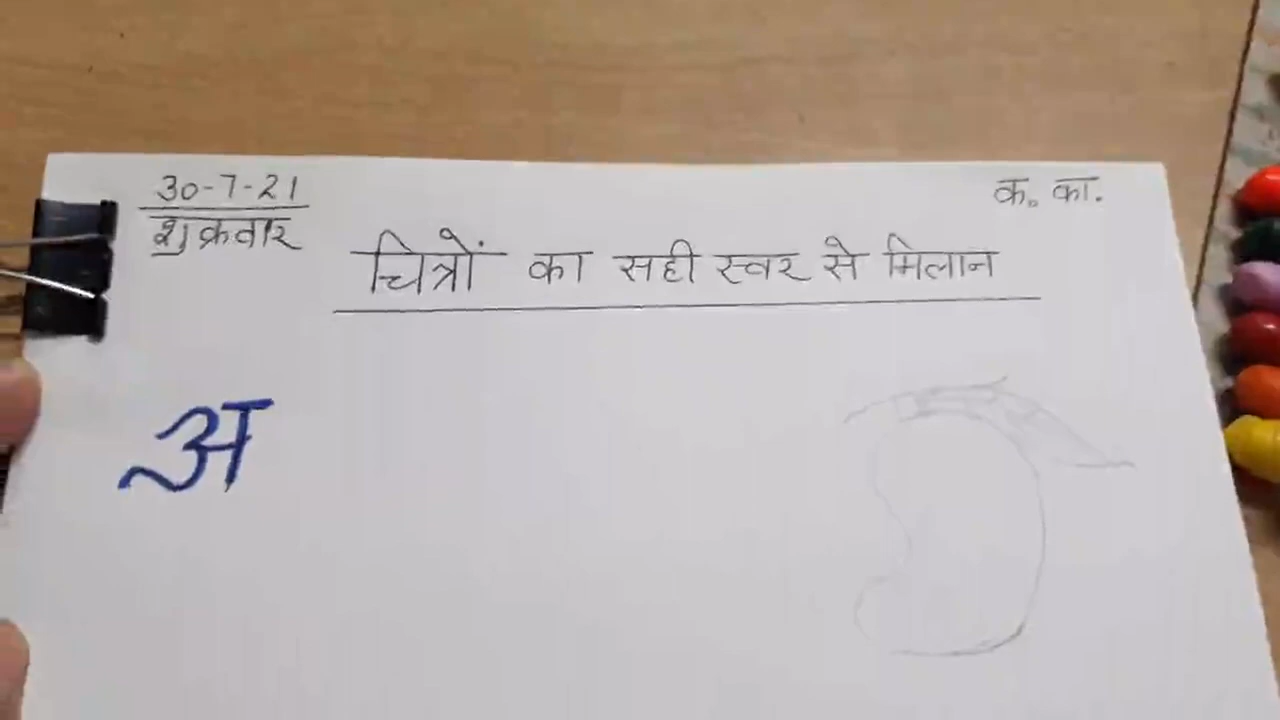 30-7-21
शुक्रवार
क. का.
चित्रों का सही स्वर से मिलान
अ